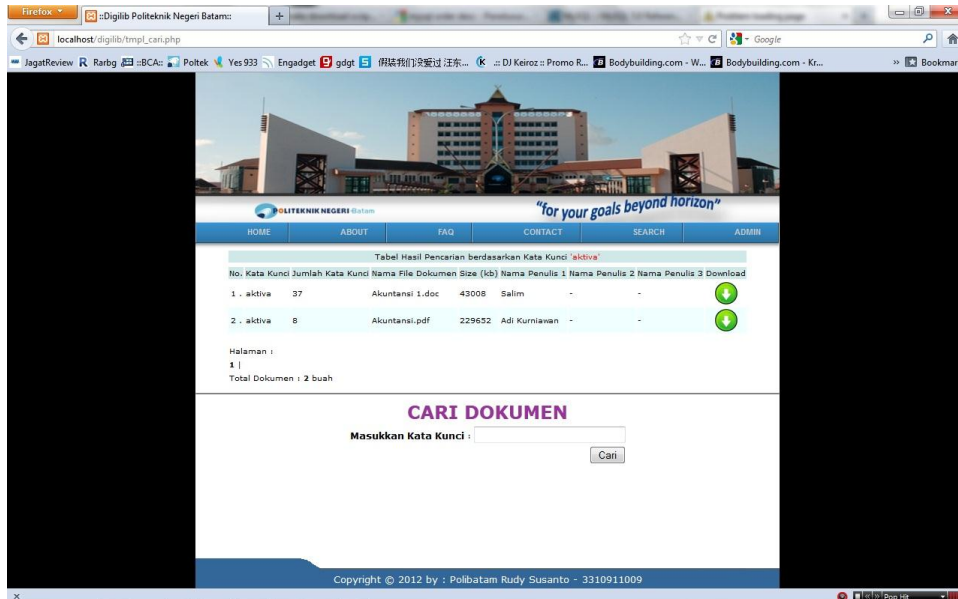 Firefox
::Digilib Politeknik Negeri Batam::
localhost/digilib/tmpl_cari.php
Google
JagatReview Rarbg ::BCA:: Poltek Yes 933 Engadget gdgt 假装我们没爱过 汪东... .:: DJ Keiroz :: Promo R... Bodybuilding.com - W... Bodybuilding.com - Kr... Bookmar
POLITEKNIK NEGERI Batam
"for your goals beyond horizon"
HOME ABOUT FAQ CONTACT SEARCH ADMIN
Tabel Hasil Pencarian berdasarkan Kata Kunci 'aktiva'
No. Kata Kunci Jumlah Kata Kunci Nama File Dokumen Size (kb) Nama Penulis 1 Nama Penulis 2 Nama Penulis 3 Download
1 . aktiva 37 Akuntansi 1.doc 43008 Salim - -
2 . aktiva 8 Akuntansi.pdf 229652 Adi Kurniawan - -
Halaman :
1 |
Total Dokumen : 2 buah
CARI DOKUMEN
Masukkan Kata Kunci :
Cari
Copyright © 2012 by : Polibatam Rudy Susanto - 3310911009
Pop Hit